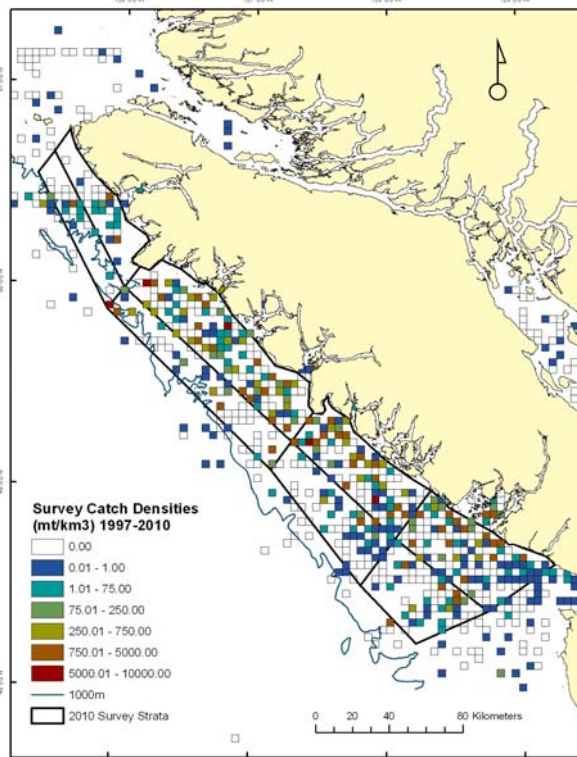 Survey Catch Densities
(mt/km3) 1997-2010
0.00
0.01 - 1.00
1.01 - 75.00
75.01 - 250.00
250.01 - 750.00
750.01 - 5000.00
5000.01 - 10000.00
1000m
2010 Survey Strata
0 20 40 80 Kilometers